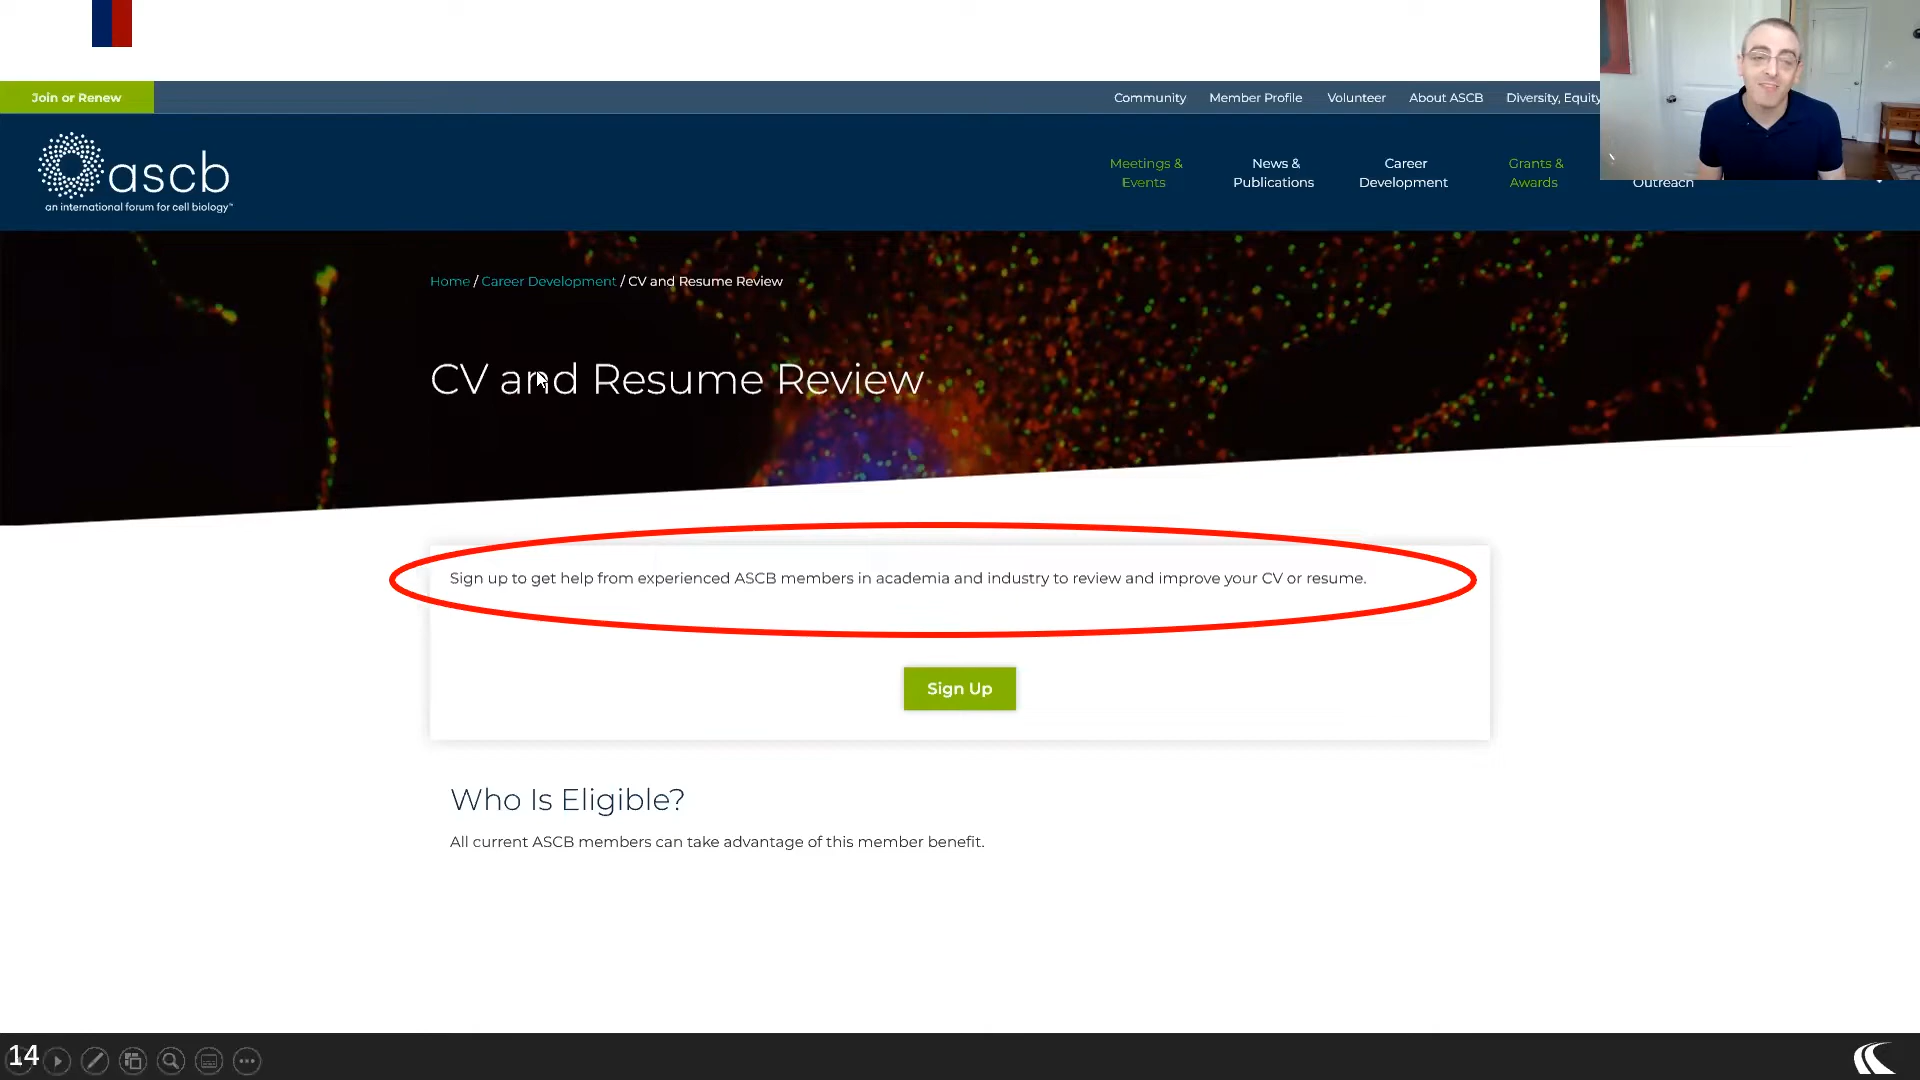 Join or Renew
Community Member Profile Volunteer About ASCB Diversity, Equity
ascb
an international forum for cell biology™
Meetings & Events
News & Publications
Career Development
Grants & Awards
Outreach
Home / Career Development / CV and Resume Review
CV and Resume Review
Sign up to get help from experienced ASCB members in academia and industry to review and improve your CV or resume.
Sign Up
Who Is Eligible?
All current ASCB members can take advantage of this member benefit.
14